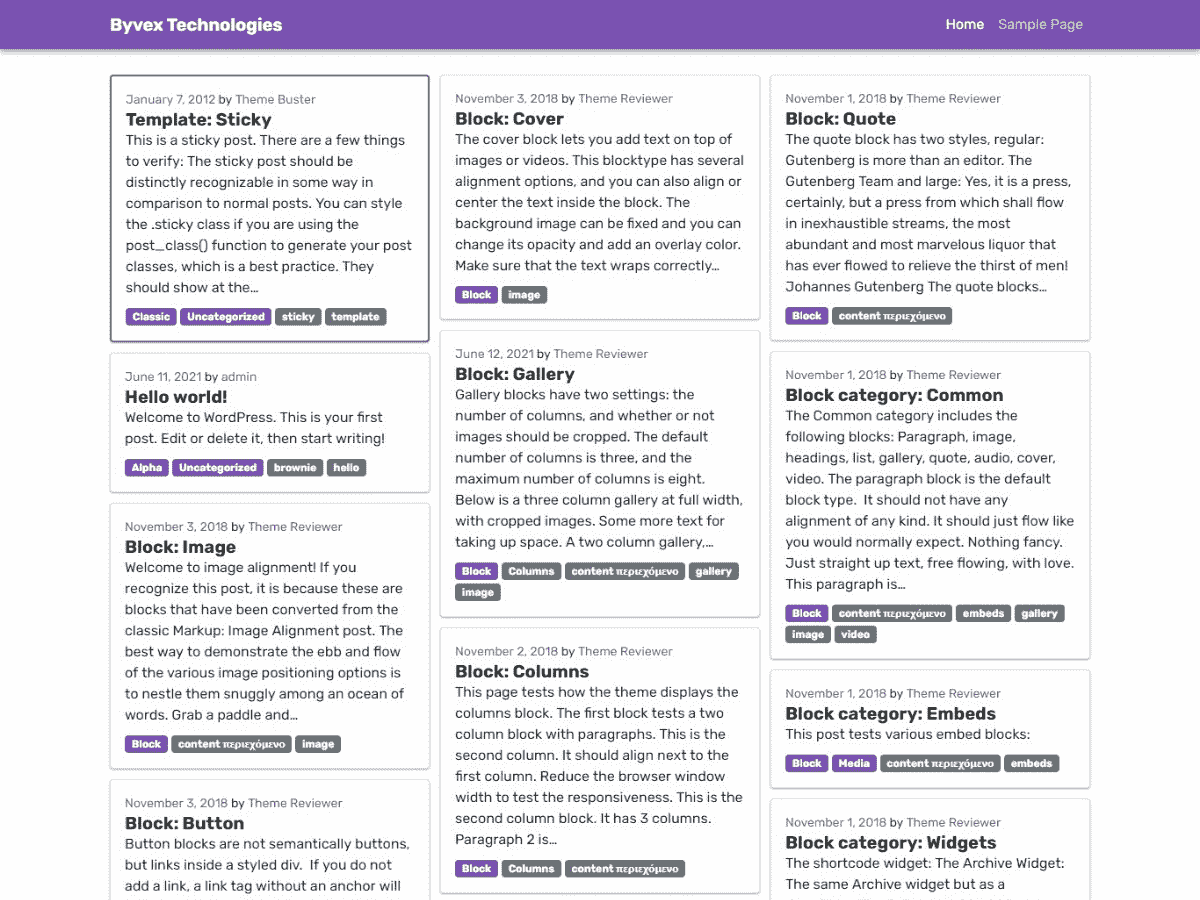 Byvex Technologies
Home Sample Page
January 7, 2012 by Theme Buster
Template: Sticky
This is a sticky post. There are a few things
to verify: The sticky post should be
distinctly recognizable in some way in
comparison to normal posts. You can style
the .sticky class if you are using the
post_class() function to generate your post
classes, which is a best practice. They
should show at the…
Classic Uncategorized sticky template
June 11, 2021 by admin
Hello world!
Welcome to WordPress. This is your first
post. Edit or delete it, then start writing!
Alpha Uncategorized brownie hello
November 3, 2018 by Theme Reviewer
Block: Image
Welcome to image alignment! If you
recognize this post, it is because these are
blocks that have been converted from the
classic Markup: Image Alignment post. The
best way to demonstrate the ebb and flow
of the various image positioning options is
to nestle them snuggly among an ocean of
words. Grab a paddle and…
Block content περιεχόμενο image
November 3, 2018 by Theme Reviewer
Block: Button
Button blocks are not semantically buttons,
but links inside a styled div.  If you do not
add a link, a link tag without an anchor will
November 3, 2018 by Theme Reviewer
Block: Cover
The cover block lets you add text on top of
images or videos. This blocktype has several
alignment options, and you can also align or
center the text inside the block. The
background image can be fixed and you can
change its opacity and add an overlay color.
Make sure that the text wraps correctly…
Block image
June 12, 2021 by Theme Reviewer
Block: Gallery
Gallery blocks have two settings: the
number of columns, and whether or not
images should be cropped. The default
number of columns is three, and the
maximum number of columns is eight.
Below is a three column gallery at full width,
with cropped images. Some more text for
taking up space. A two column gallery,…
Block Columns content περιεχόμενο gallery
image
November 2, 2018 by Theme Reviewer
Block: Columns
This page tests how the theme displays the
columns block. The first block tests a two
column block with paragraphs. This is the
second column. It should align next to the
first column. Reduce the browser window
width to test the responsiveness. This is the
second column block. It has 3 columns.
Paragraph 2 is…
Block Columns content περιεχόμενο
November 1, 2018 by Theme Reviewer
Block: Quote
The quote block has two styles, regular:
Gutenberg is more than an editor. The
Gutenberg Team and large: Yes, it is a press,
certainly, but a press from which shall flow
in inexhaustible streams, the most
abundant and most marvelous liquor that
has ever flowed to relieve the thirst of men!
Johannes Gutenberg The quote blocks…
Block content περιεχόμενο
November 1, 2018 by Theme Reviewer
Block category: Common
The Common category includes the
following blocks: Paragraph, image,
headings, list, gallery, quote, audio, cover,
video. The paragraph block is the default
block type.  It should not have any
alignment of any kind. It should just flow like
you would normally expect. Nothing fancy.
Just straight up text, free flowing, with love.
This paragraph is…
Block content περιεχόμενο embeds gallery
image video
November 1, 2018 by Theme Reviewer
Block category: Embeds
This post tests various embed blocks:
Block Media content περιεχόμενο embeds
November 1, 2018 by Theme Reviewer
Block category: Widgets
The shortcode widget: The Archive Widget:
The same Archive widget but as a